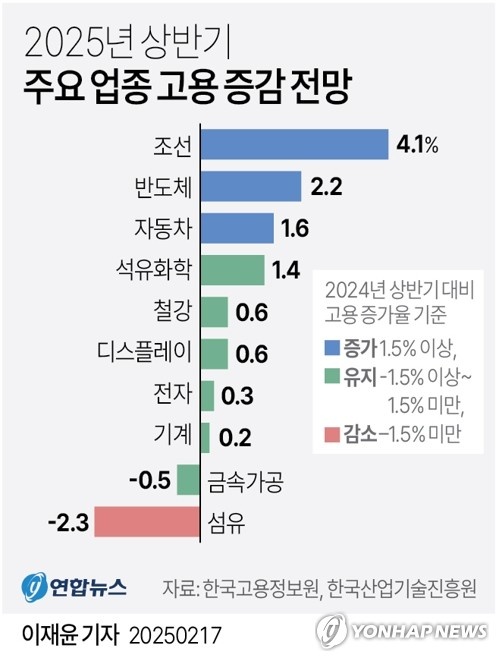 2025년 상반기
주요 업종 고용 증감 전망
조선 4.1%
반도체 2.2
자동차 1.6
석유화학 1.4
철강 0.6
디스플레이 0.6
전자 0.3
기계 0.2
-0.5 금속가공
-2.3 섬유
2024년 상반기 대비
고용 증가율 기준
증가 1.5% 이상,
유지 -1.5% 이상~
1.5% 미만,
감소 -1.5% 미만
연합뉴스
자료: 한국고용정보원, 한국산업기술진흥원
이재윤 기자 20250217
YONHAP NEWS